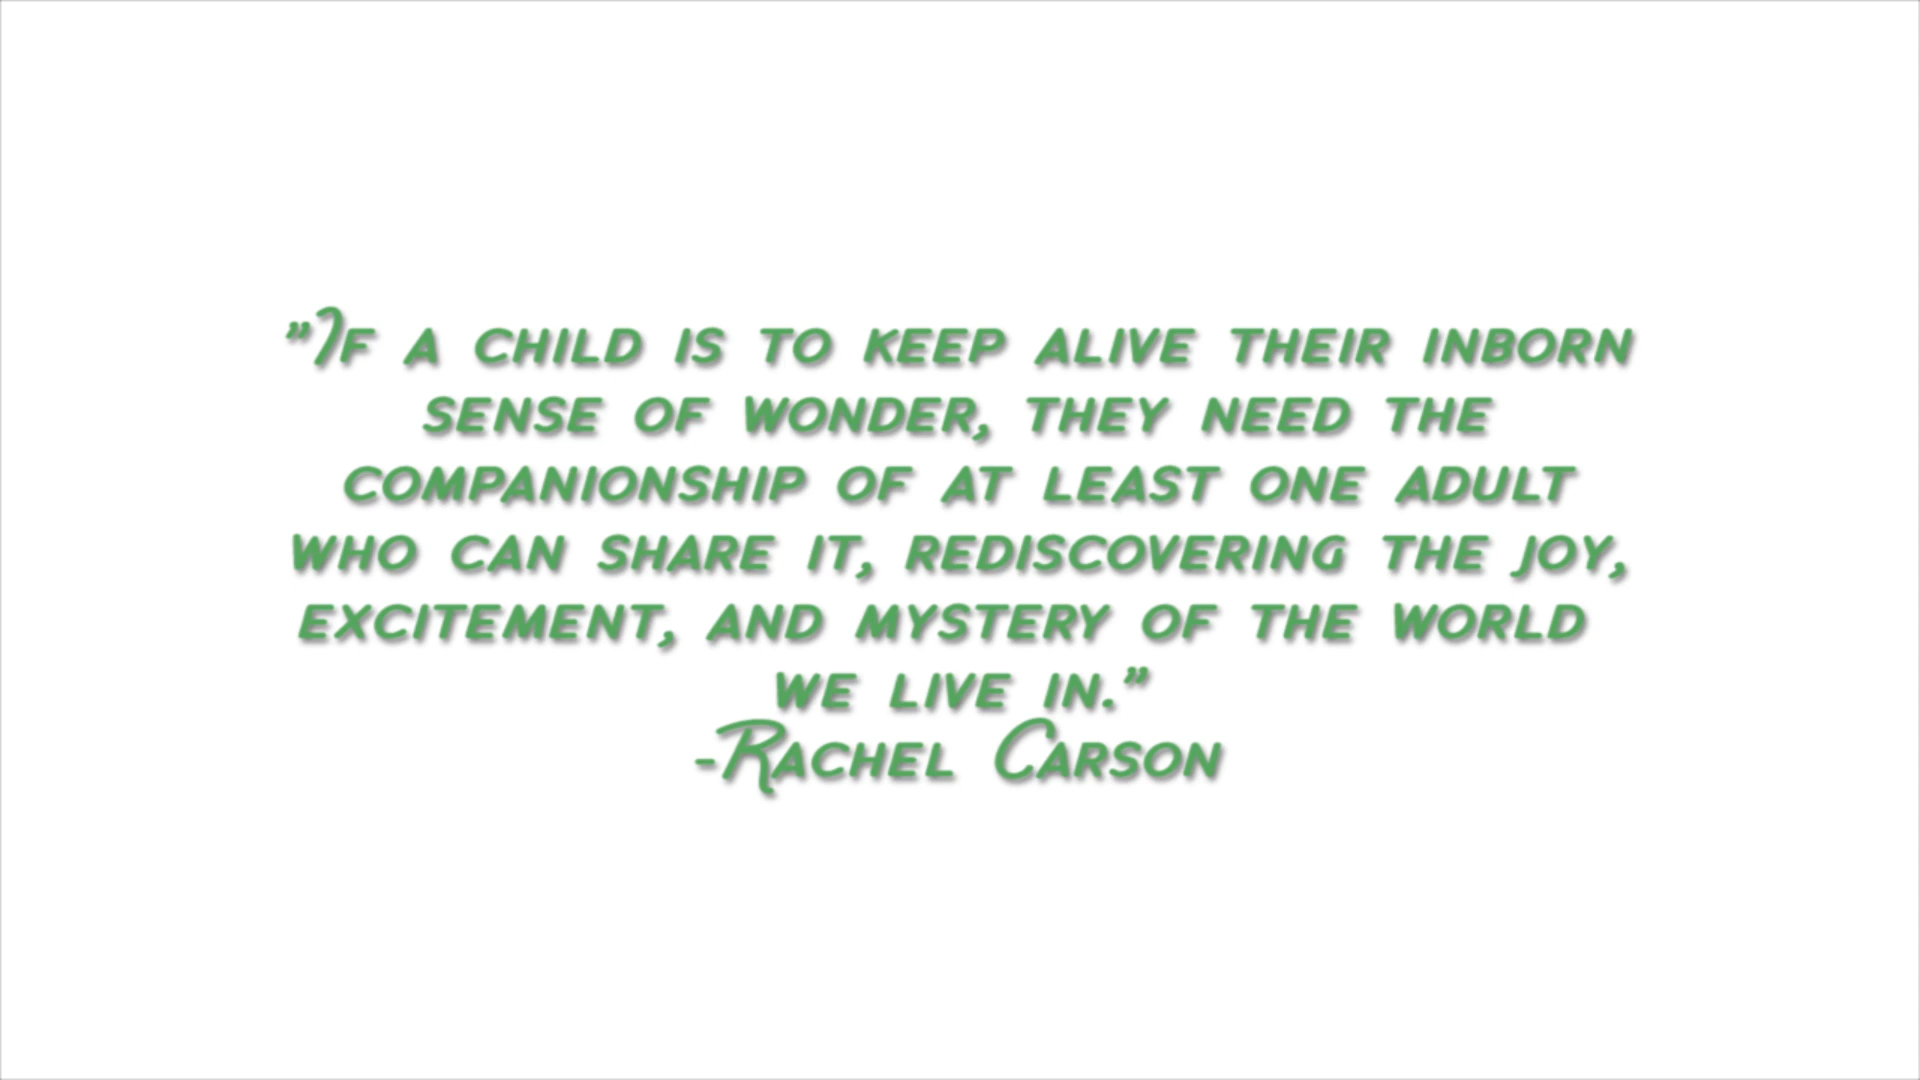 ”If a child is to keep alive their inborn
sense of wonder, they need the
companionship of at least one adult
who can share it, rediscovering the joy,
excitement, and mystery of the world
we live in.”
-Rachel Carson